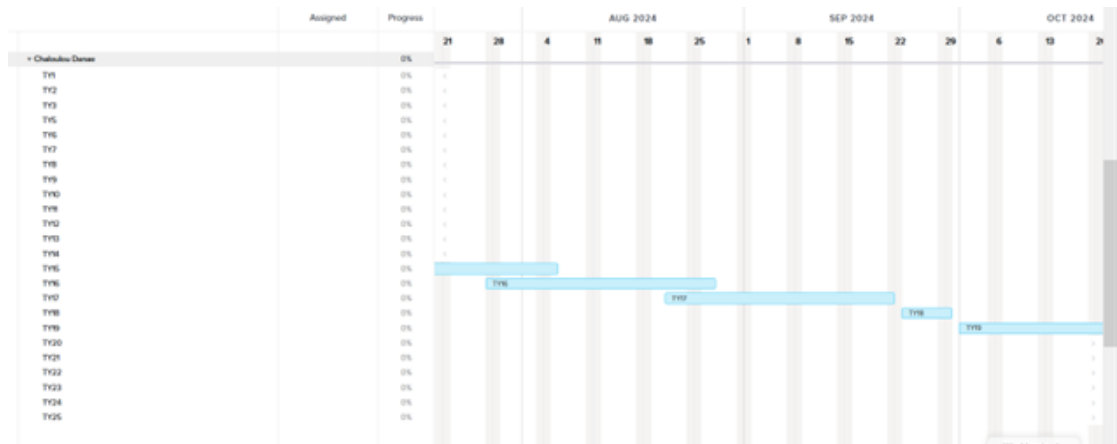 Assigned Progress AUG 2024 SEP 2024 OCT 2024
21 28 4 11 18 25 1 8 15 22 29 6 13
0%
TY1 0%
TY2 0%
TY3 0%
TY5 0%
TY6 0%
TY7 0%
TY8 0%
TY9 0%
TY10 0%
TY11 0%
TY12 0%
TY13 0%
TY14 0%
TY15 0%
TY16 0% TY16
TY17 0% TY17
TY18 0% TY18
TY19 0% TY19
TY20 0%
TY21 0%
TY22 0%
TY23 0%
TY24 0%
TY25 0%